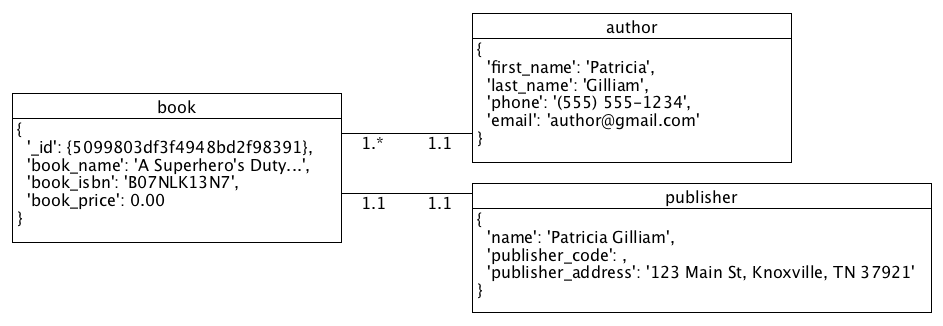 author
{
'first_name': 'Patricia',
'last_name': 'Gilliam',
'phone': '(555) 555-1234',
'email': 'author@gmail.com'
}
book
{
'_id': {5099803df3f4948bd2f98391},
'book_name': 'A Superhero's Duty...',
'book_isbn': 'B07NLK13N7',
'book_price': 0.00
}
1.* 1.1
1.1 1.1
publisher
{
'name': 'Patricia Gilliam',
'publisher_code': ,
'publisher_address': '123 Main St, Knoxville, TN 37921'
}